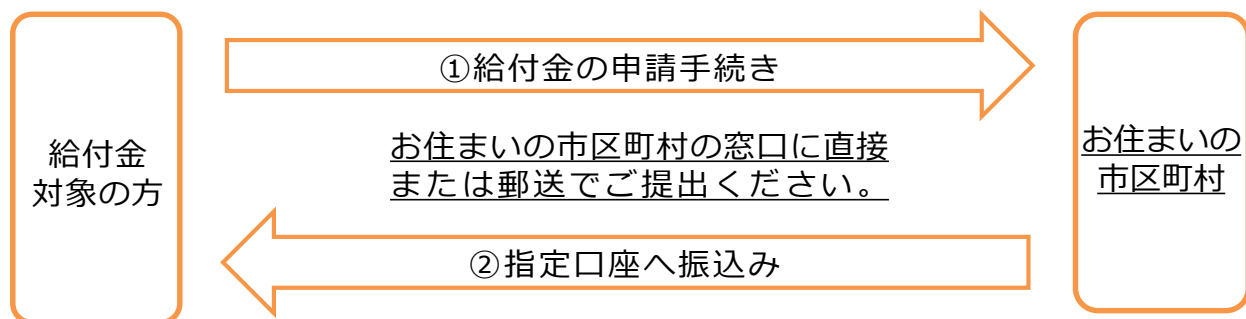 給付金
対象の方
①給付金の申請手続き
お住まいの市区町村の窓口に直接
または郵送でご提出ください。
②指定口座へ振込み
お住まいの
市区町村